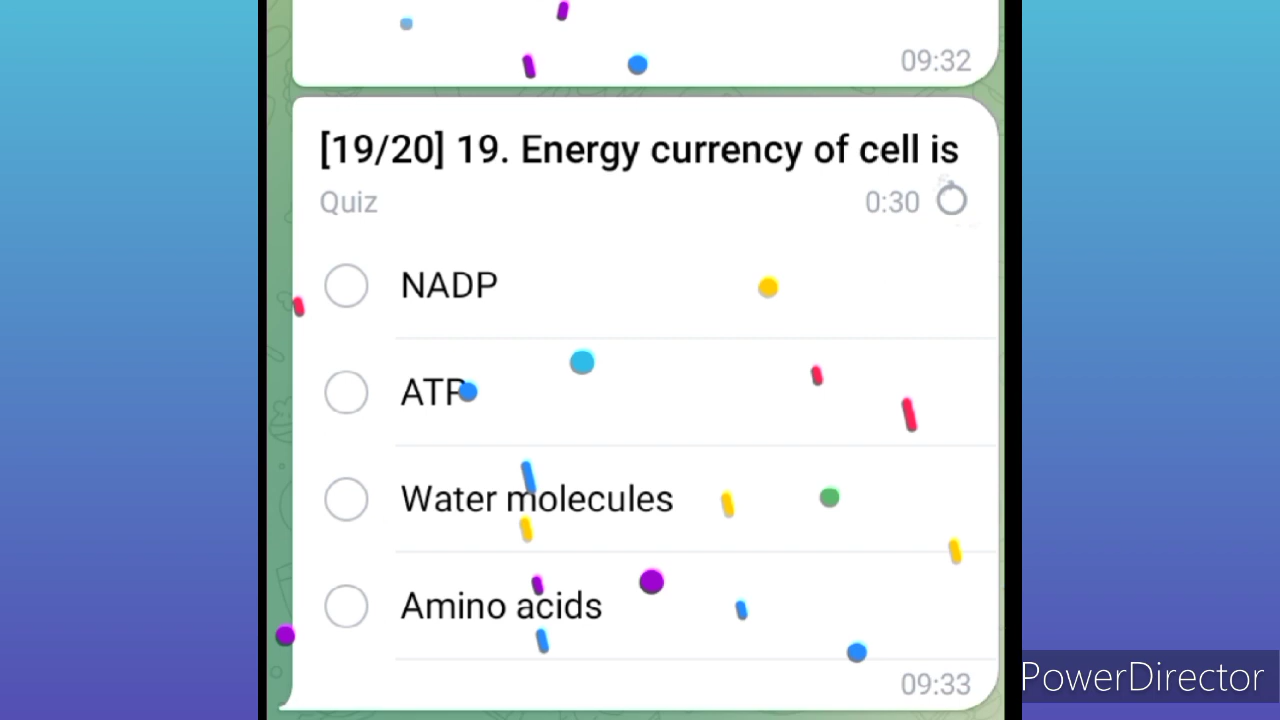 09:32
[19/20] 19. Energy currency of cell is
Quiz 0:30
NADP
ATP
Water molecules
Amino acids
09:33
PowerDirector